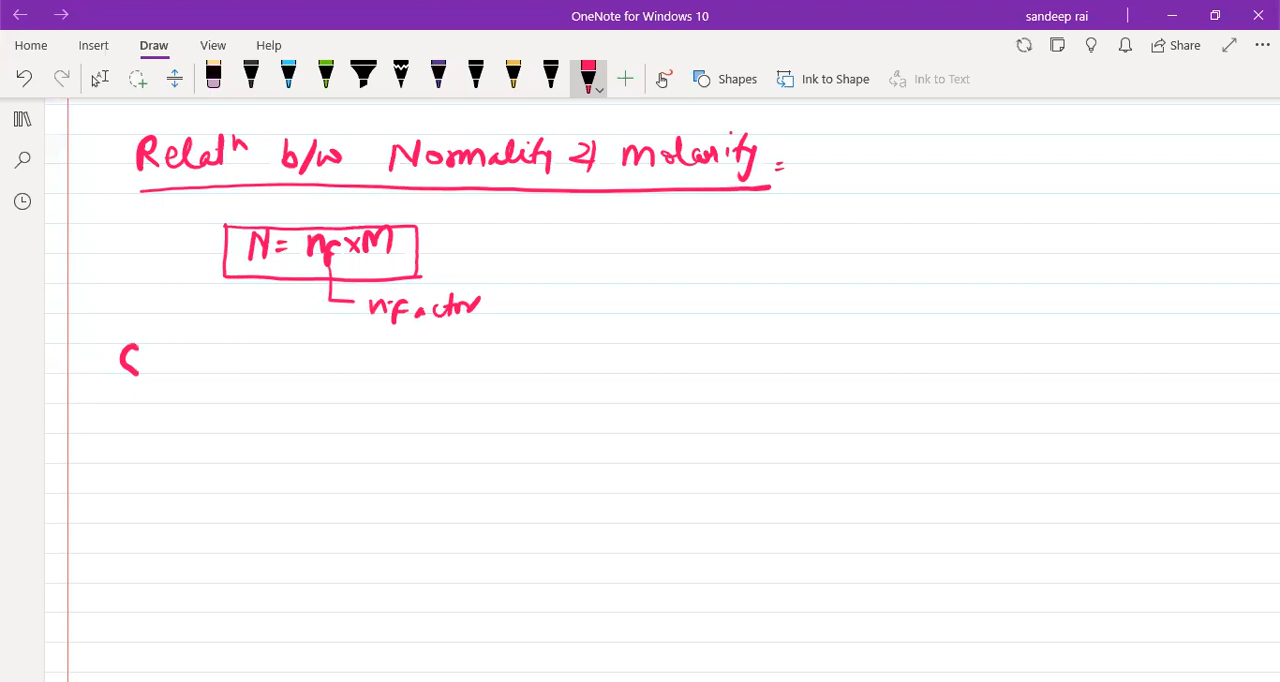 OneNote for Windows 10
sandeep rai
Home Insert Draw View Help
Share
Shapes Ink to Shape Ink to Text
Relatⁿ b/w Normality & Molarity =
N = nf × M
n-factor